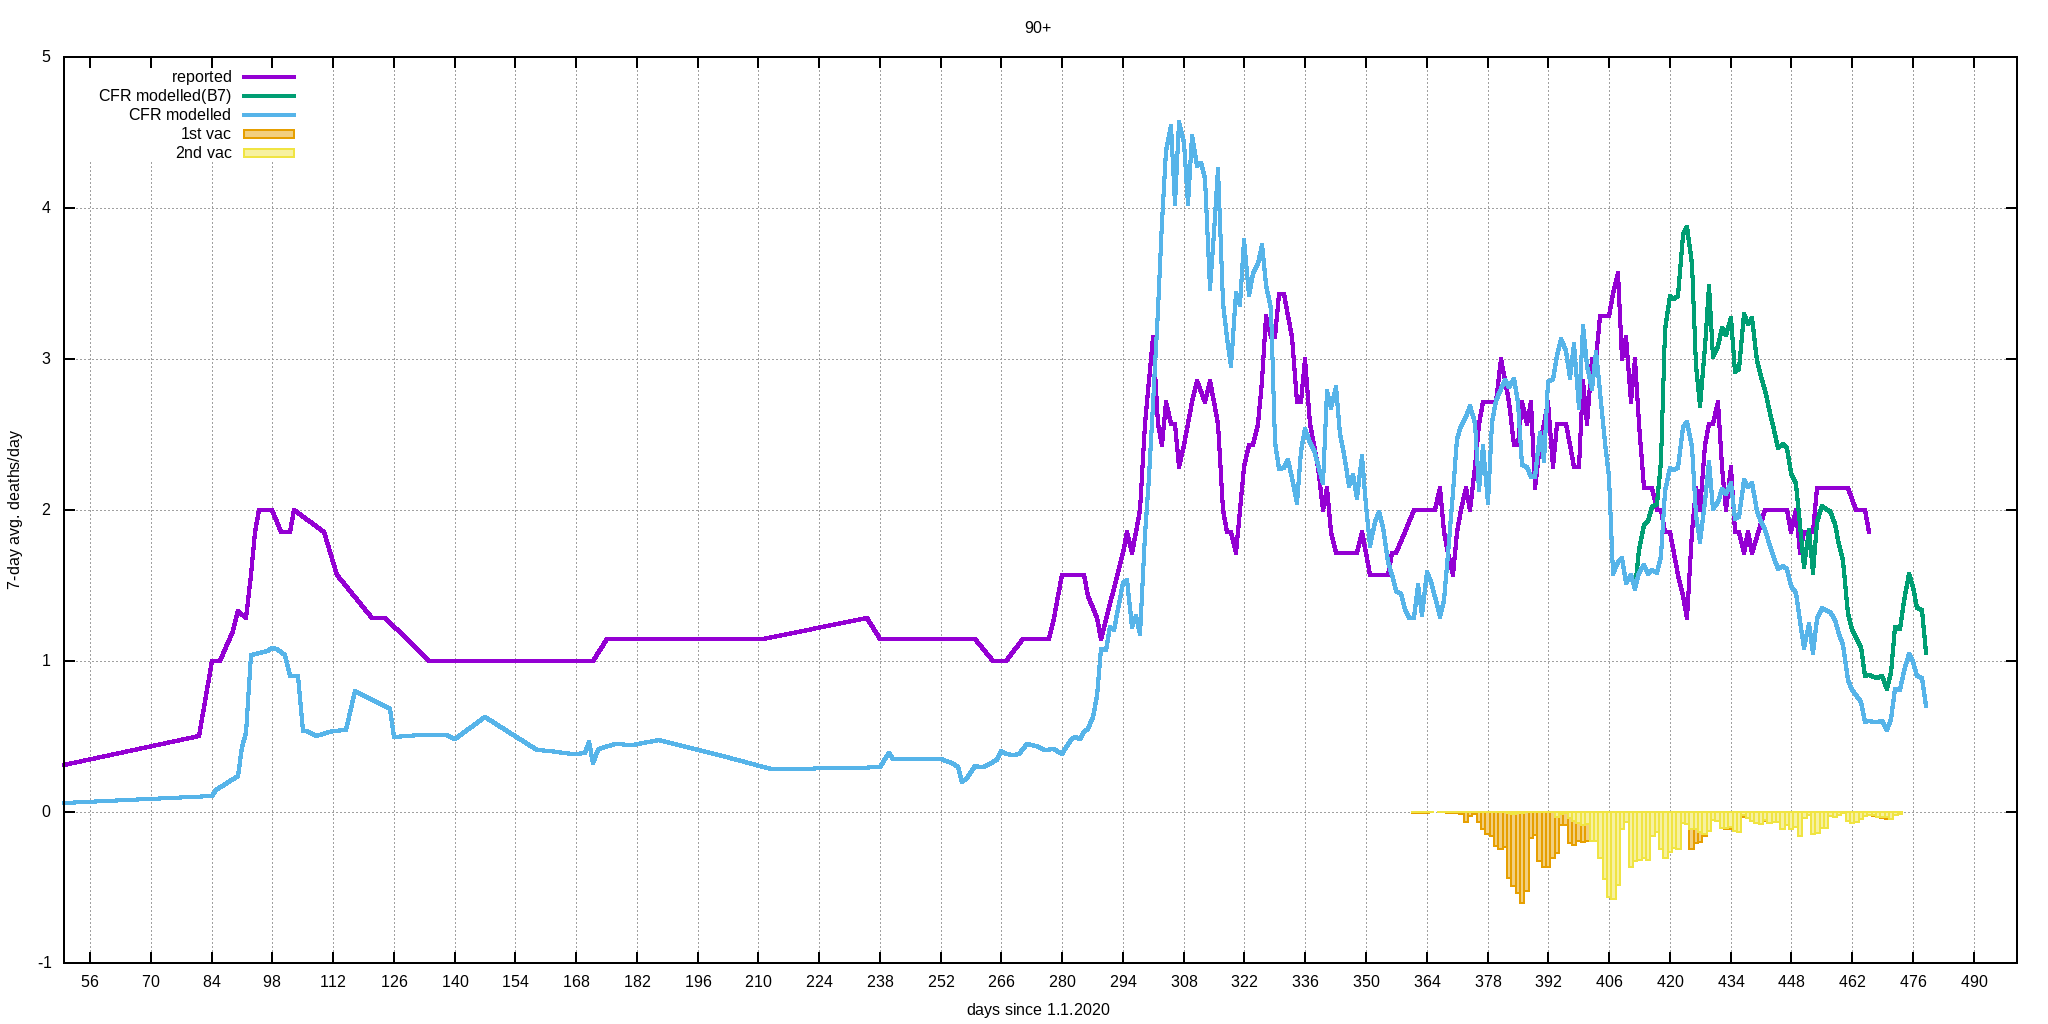 90+
5
4
3
2
1
0
-1
reported
CFR modelled(B7)
CFR modelled
1st vac
2nd vac
7-day avg. deaths/day
56 70 84 98 112 126 140 154 168 182 196 210 224 238 252 266 280 294 308 322 336 350 364 378 392 406 420 434 448 462 476 490
days since 1.1.2020